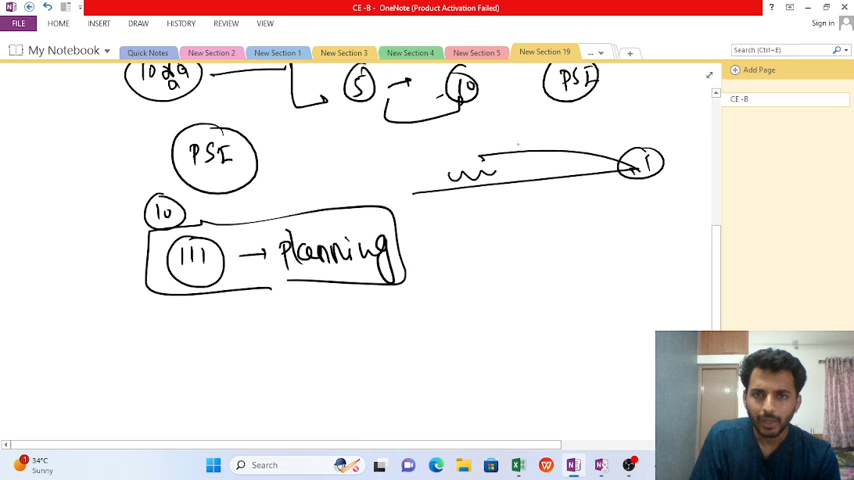 CE -B - OneNote (Product Activation Failed)
FILE HOME INSERT DRAW HISTORY REVIEW VIEW Sign in
My Notebook Quick Notes New Section 2 New Section 1 New Section 3 New Section 4 New Section 5 New Section 19 Search (Ctrl+E)
Add Page
CE -B
5 10 PSI
PSI
1
10
111 → planning
1 34°C
Sunny
Search